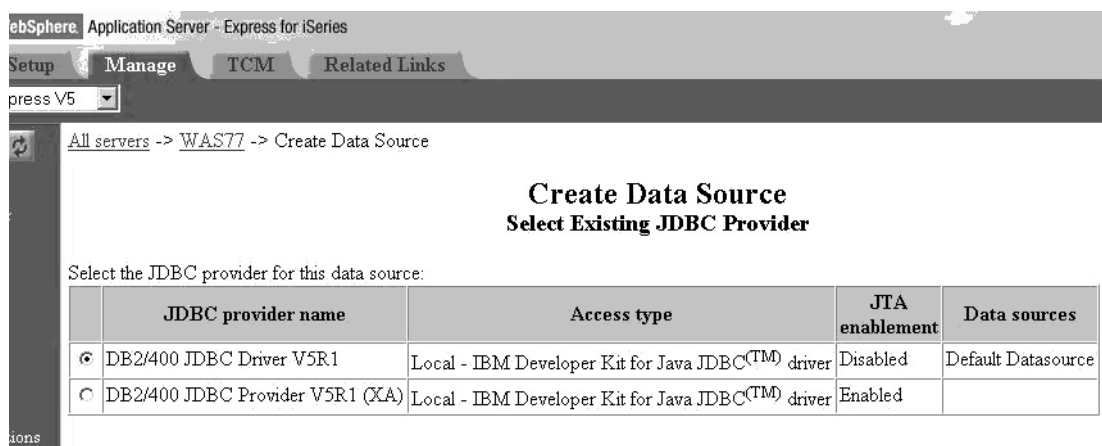 ebSphere. Application Server - Express for iSeries
Setup Manage TCM Related Links
press V5
All servers -> WAS77 -> Create Data Source
Create Data Source
Select Existing JDBC Provider
Select the JDBC provider for this data source:
JDBC provider name Access type JTA enablement Data sources
DB2/400 JDBC Driver V5R1 Local - IBM Developer Kit for Java JDBC(TM) driver Disabled Default Datasource
DB2/400 JDBC Provider V5R1 (XA) Local - IBM Developer Kit for Java JDBC(TM) driver Enabled
ions